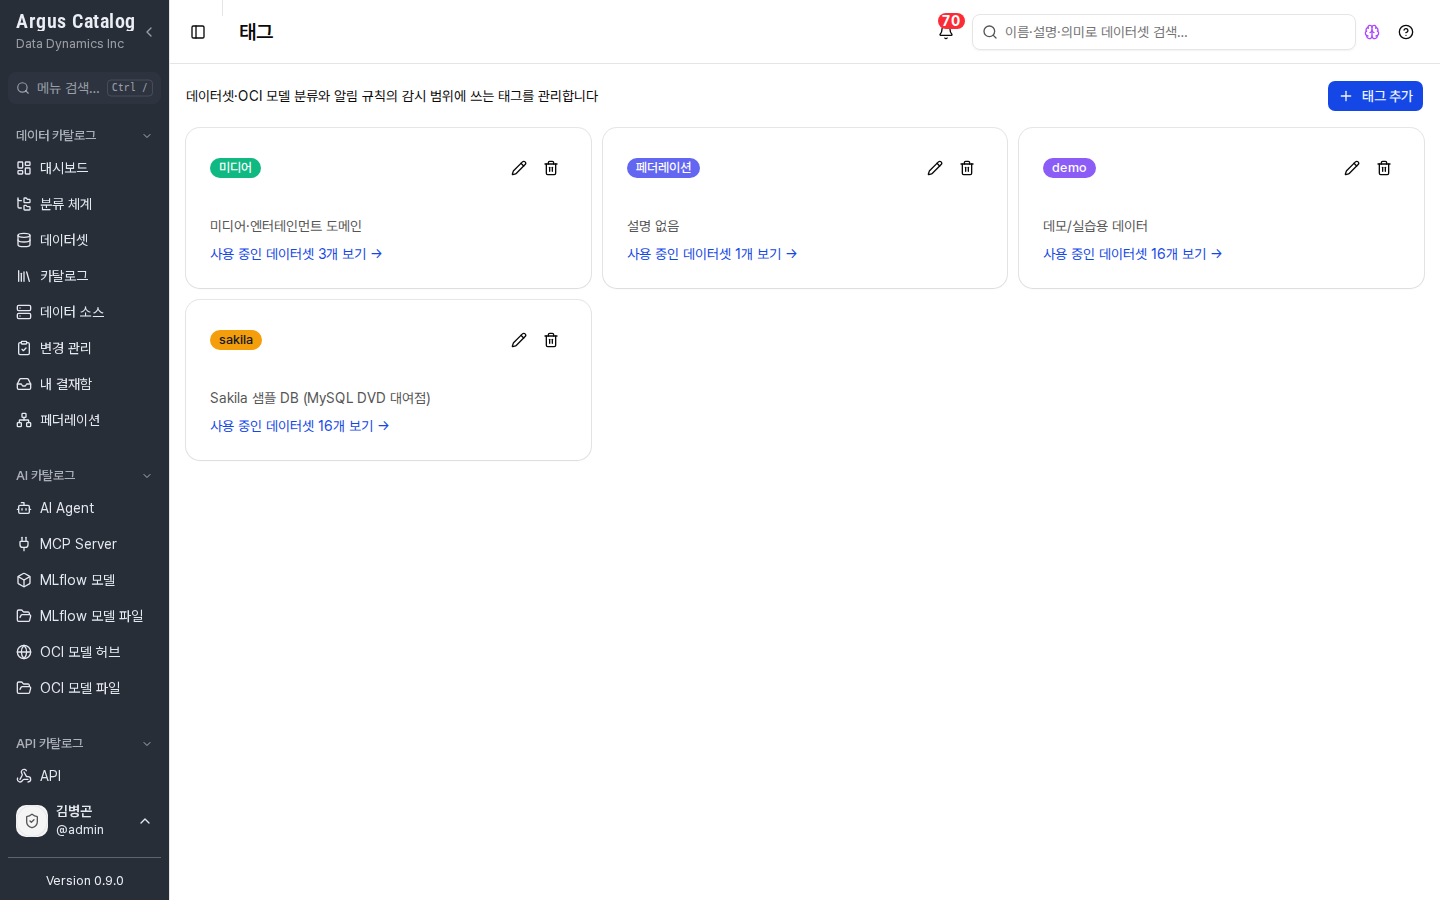 Argus Catalog
Data Dynamics Inc
메뉴 검색... Ctrl /
데이터 카탈로그
대시보드
분류 체계
데이터셋
카탈로그
데이터 소스
변경 관리
내 결재함
페더레이션
AI 카탈로그
AI Agent
MCP Server
MLflow 모델
MLflow 모델 파일
OCI 모델 허브
OCI 모델 파일
API 카탈로그
API
김병곤
@admin
Version 0.9.0
태그
70
이름·설명·의미로 데이터셋 검색...
데이터셋·OCI 모델 분류와 알림 규칙의 감시 범위에 쓰는 태그를 관리합니다
태그 추가
미디어
미디어·엔터테인먼트 도메인
사용 중인 데이터셋 3개 보기 →
페더레이션
설명 없음
사용 중인 데이터셋 1개 보기 →
demo
데모/실습용 데이터
사용 중인 데이터셋 16개 보기 →
sakila
Sakila 샘플 DB (MySQL DVD 대여점)
사용 중인 데이터셋 16개 보기 →